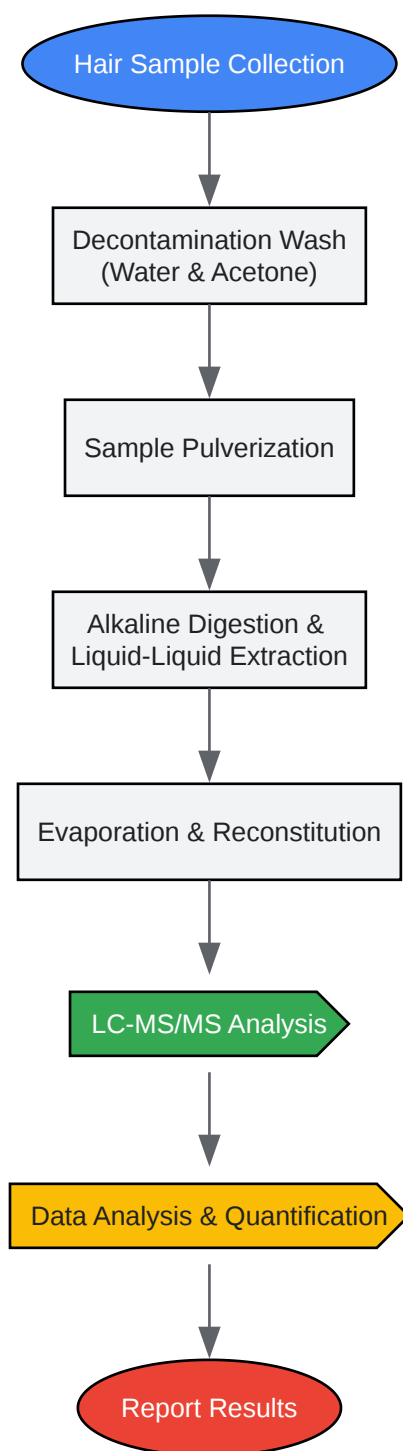 Hair Sample Collection
Decontamination Wash
(Water & Acetone)
Sample Pulverization
Alkaline Digestion &
Liquid-Liquid Extraction
Evaporation & Reconstitution
LC-MS/MS Analysis
Data Analysis & Quantification
Report Results